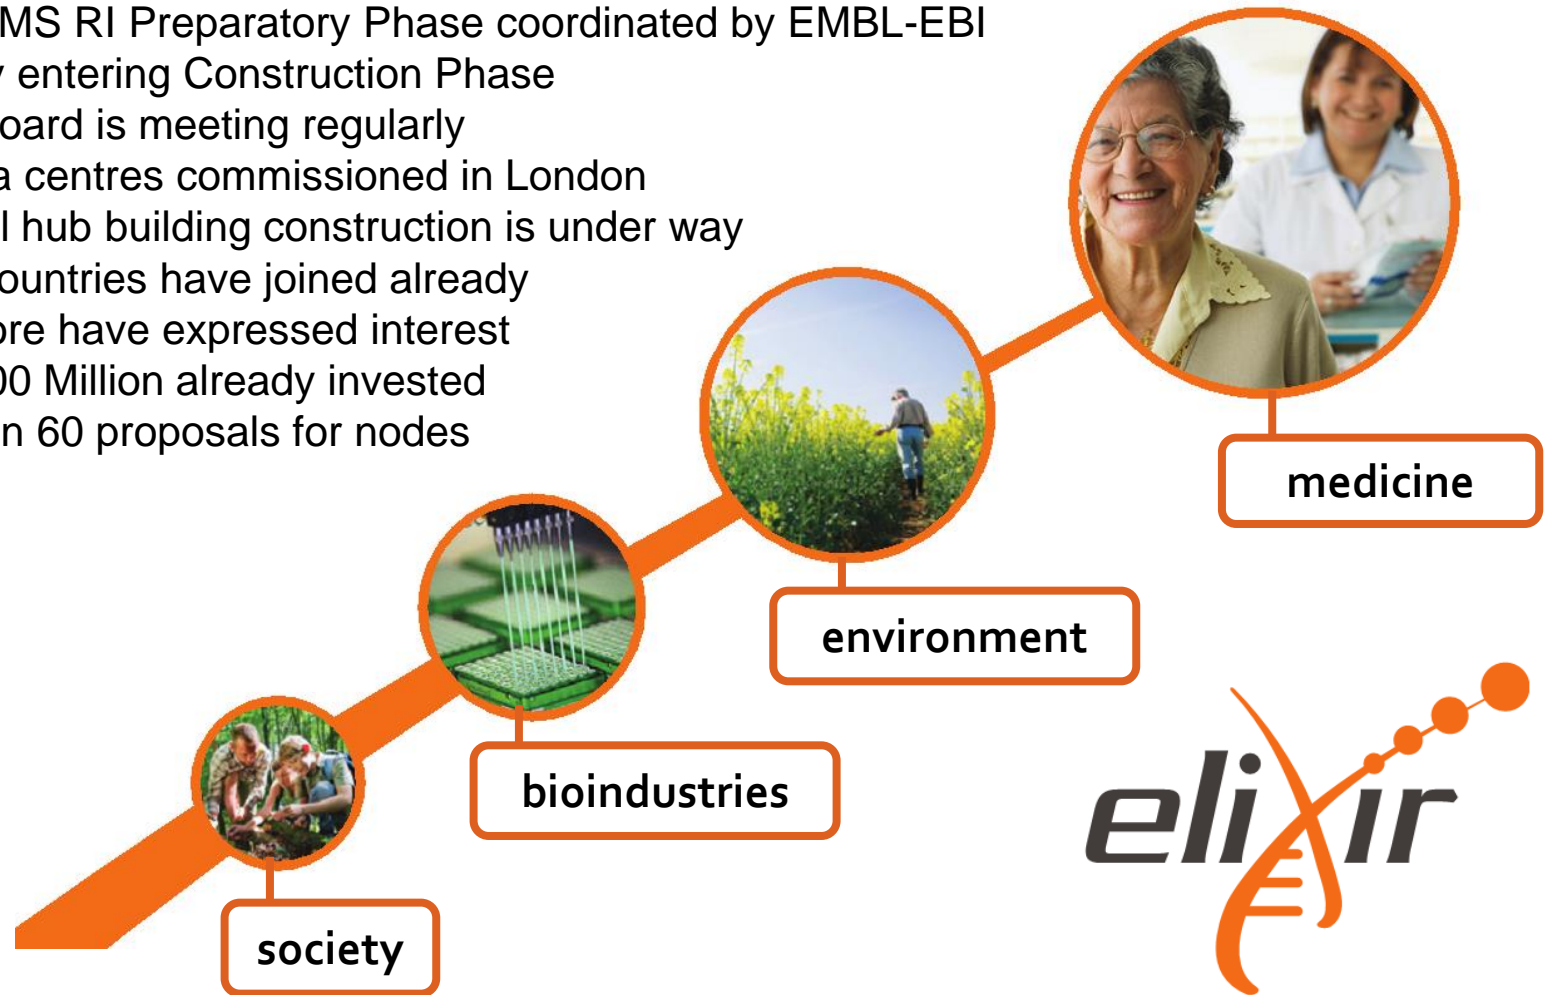 MS RI Preparatory Phase coordinated by EMBL-EBI
entering Construction Phase
oard is meeting regularly
a centres commissioned in London
l hub building construction is under way
ountries have joined already
ore have expressed interest
00 Million already invested
n 60 proposals for nodes
medicine
environment
bioindustries
society
elixir